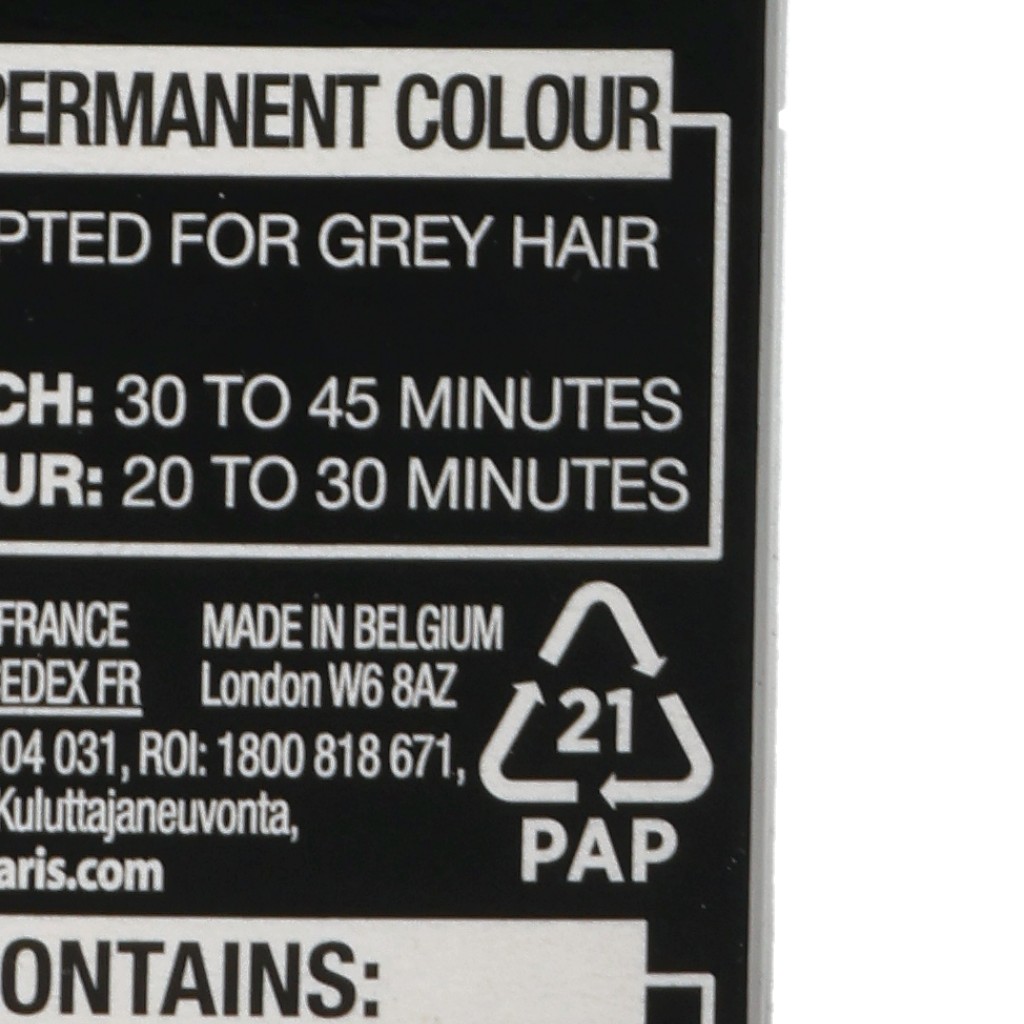 PERMANENT COLOUR
PTED FOR GREY HAIR
CH: 30 TO 45 MINUTES
UR: 20 TO 30 MINUTES
FRANCE MADE IN BELGIUM
EDEX FR London W6 8AZ
21
04 031, ROI: 1800 818 671,
Kuluttajaneuvonta,
PAP
aris.com
ONTAINS: